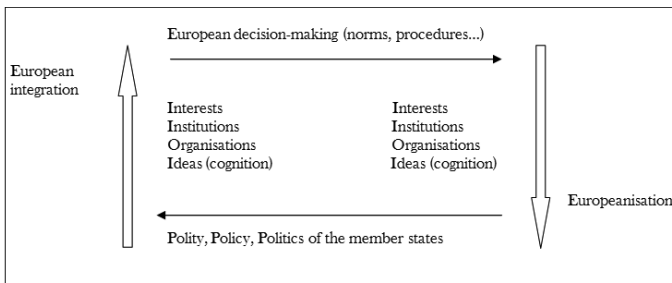 European decision-making (norms, procedures...)
European
integration
Interests
Institutions
Organisations
Ideas (cognition)
Interests
Institutions
Organisations
Ideas (cognition)
Europeanisation
Polity, Policy, Politics of the member states